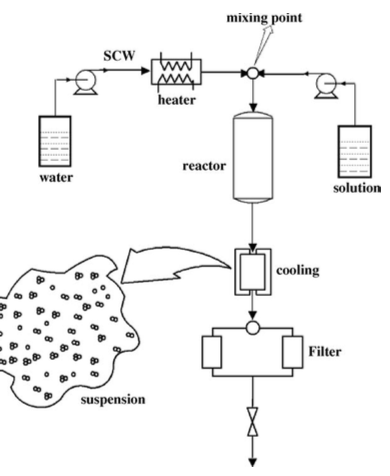 mixing point
SCW
heater
water
reactor
solution
cooling
Filter
suspension